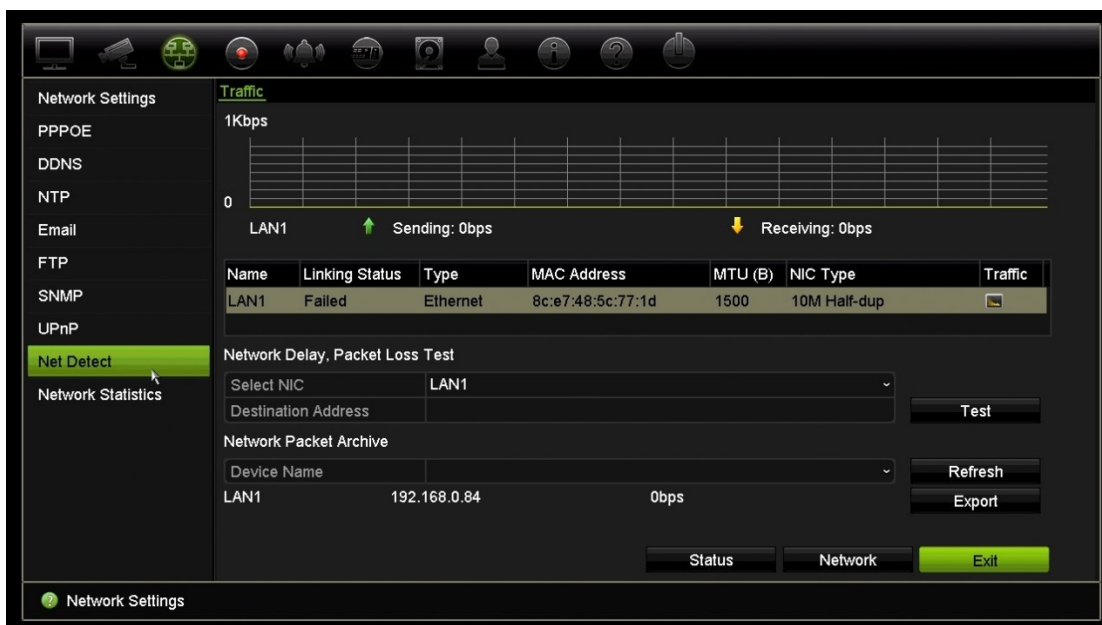 Network Settings
PPPOE
DDNS
NTP
Email
FTP
SNMP
UPnP
Net Detect
Network Statistics
Traffic
1Kbps
0
LAN1 Sending: 0bps Receiving: 0bps
Name Linking Status Type MAC Address MTU (B) NIC Type Traffic
LAN1 Failed Ethernet 8c:e7:48:5c:77:1d 1500 10M Half-dup
Network Delay, Packet Loss Test
Select NIC LAN1
Destination Address Test
Network Packet Archive
Device Name Refresh
LAN1 192.168.0.84 0bps Export
Status Network Exit
Network Settings